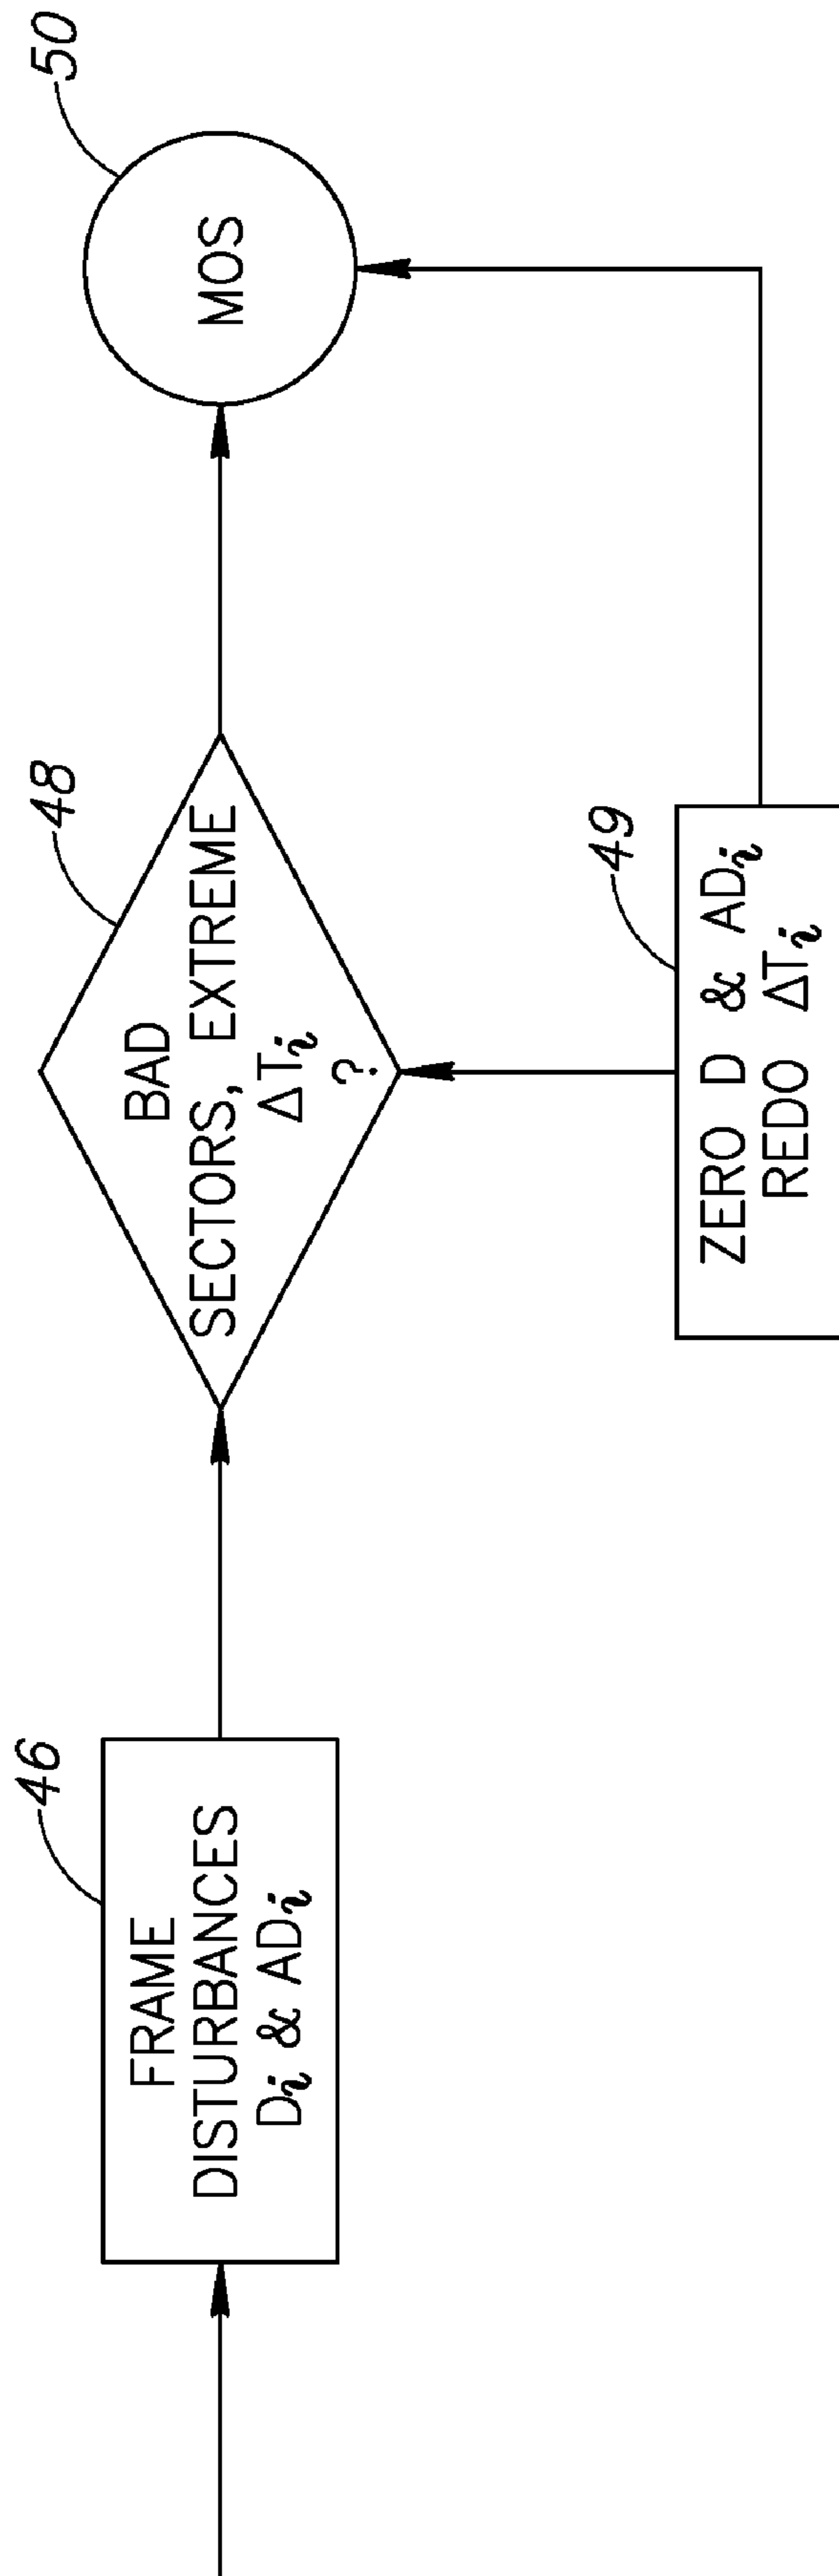 46
FRAME
DISTURBANCES
Di & ADi
48
BAD
SECTORS, EXTREME
ΔTi
?
50
MOS
49
ZERO D & ADi
REDO ΔTi